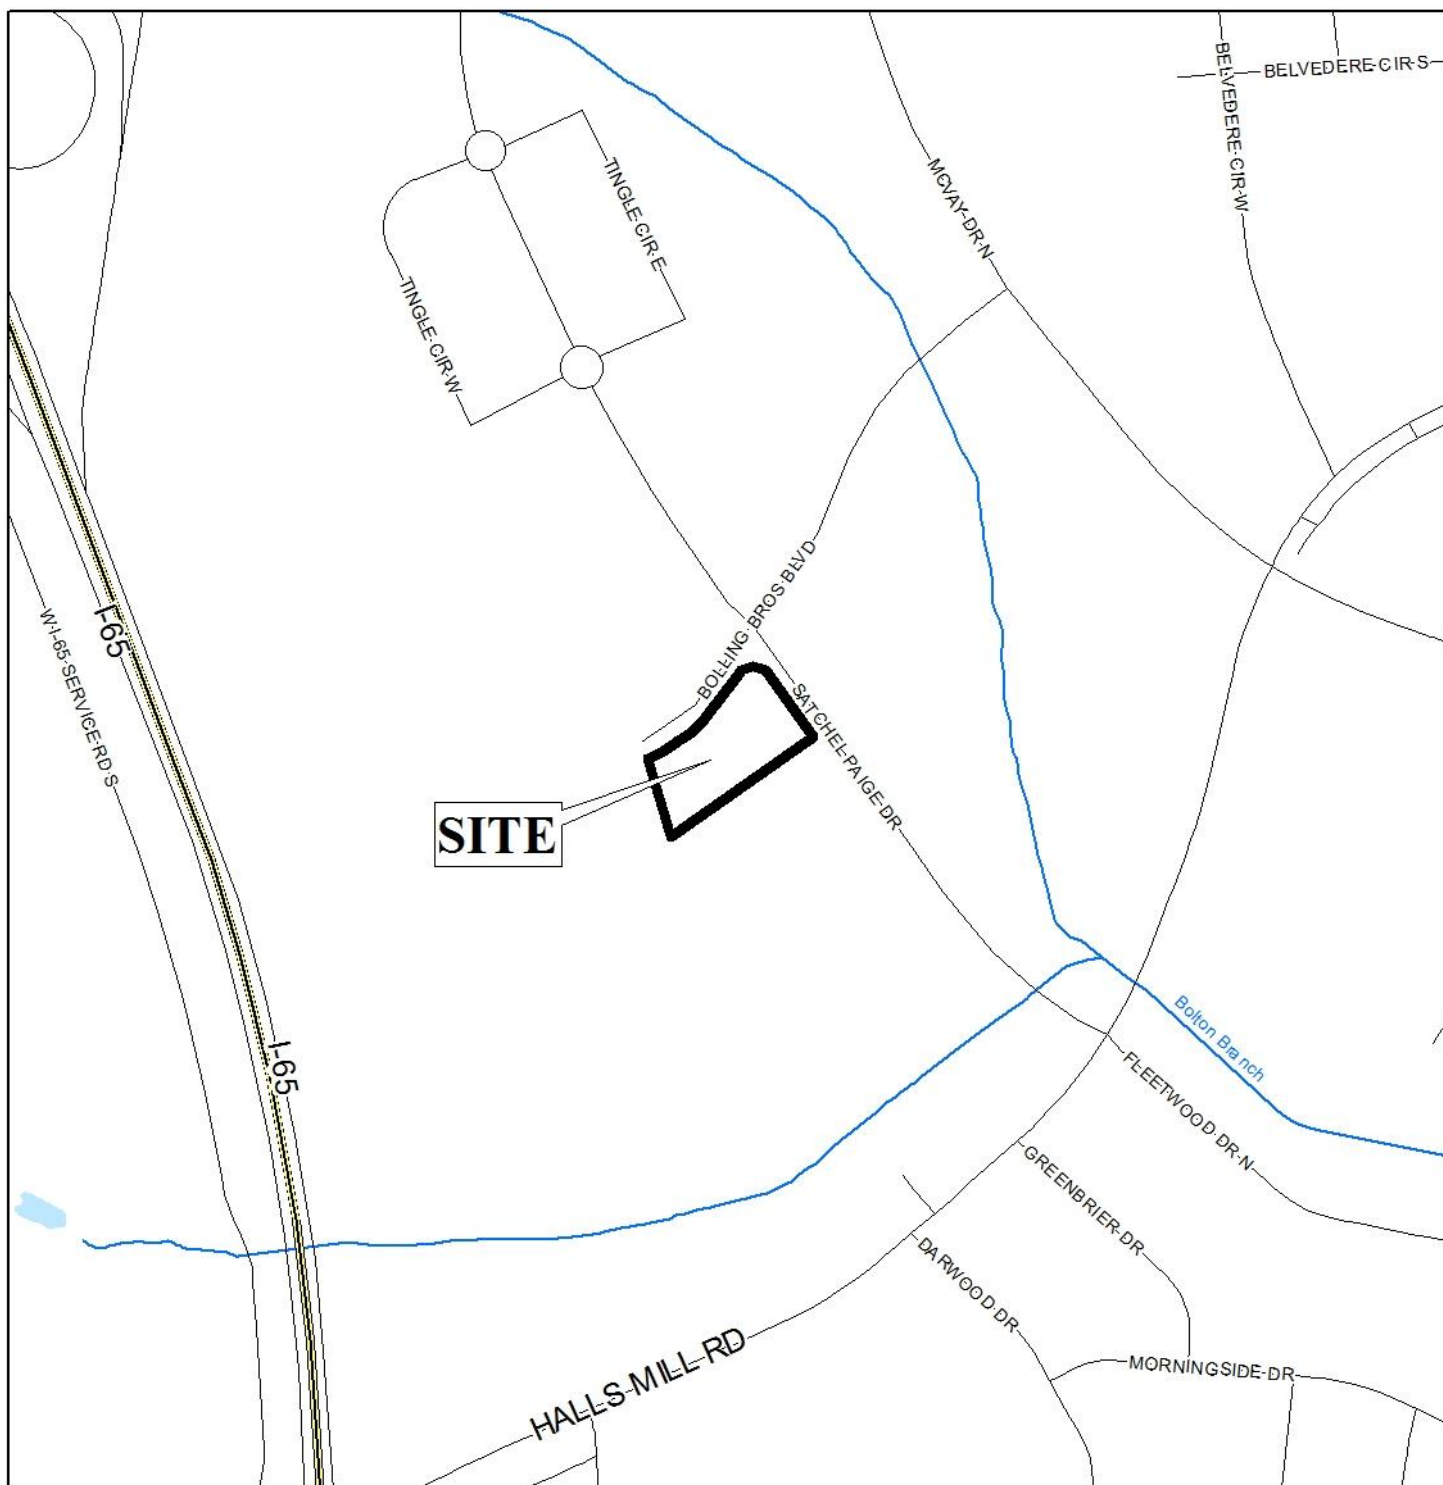 BELVEDERE CIR S
BELVEDERE CIR W
MCVAY DR N
TINGLE CIR E
TINGLE CIR W
BOLLING BROS BLVD
I-65
W I-65 SERVICE RD S
SATCHEL PAIGE DR
SITE
Bolton Branch
I-65
FLEETWOOD DR N
GREENBRIER DR
DARWOOD DR
HALLS MILL RD
MORNINGSIDE DR